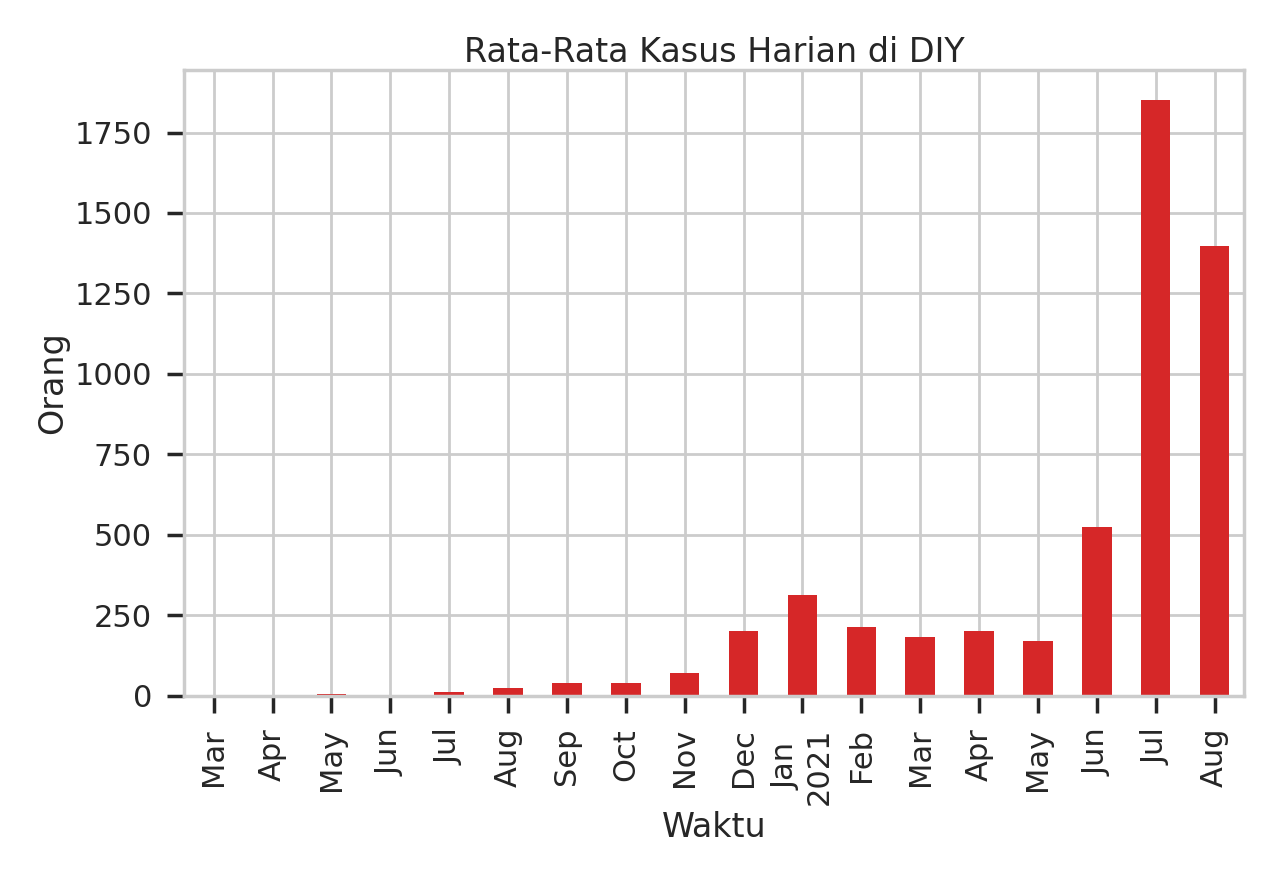 Rata-Rata Kasus Harian di DIY
1750
1500
1250
1000
750
500
250
0
Orang
Mar
Apr
May
Jun
Jul
Aug
Sep
Oct
Nov
Dec
Jan
2021
Feb
Mar
Apr
May
Jun
Jul
Aug
Waktu